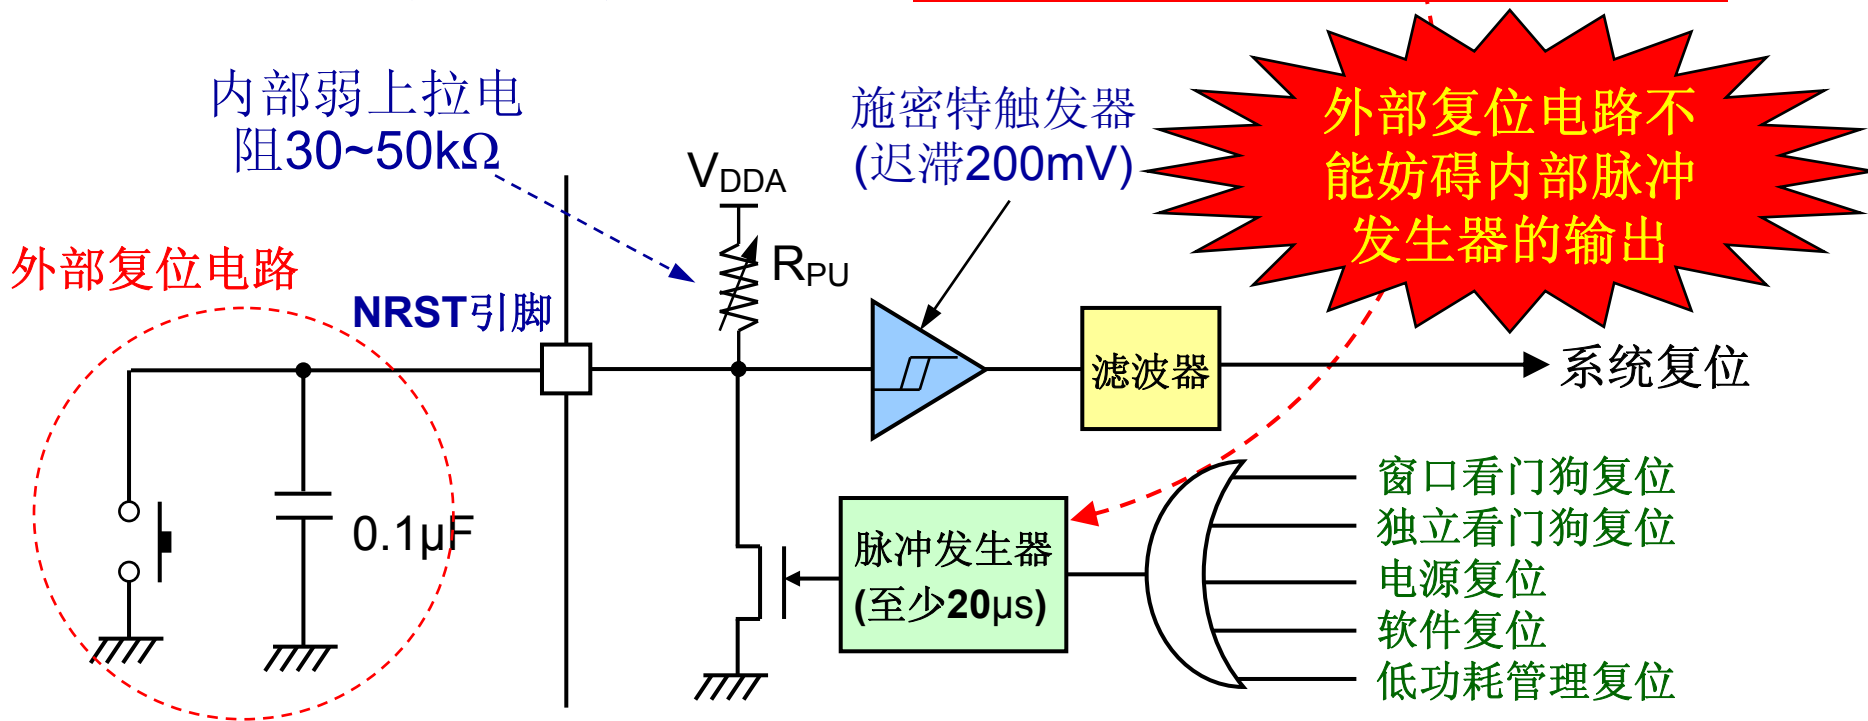 内部弱上拉电
阻30~50kΩ
施密特触发器
(迟滞200mV)
外部复位电路不
能妨碍内部脉冲
发生器的输出
VDDA
RPU
外部复位电路
NRST引脚
滤波器
系统复位
0.1μF
脉冲发生器
(至少20μs)
窗口看门狗复位
独立看门狗复位
电源复位
软件复位
低功耗管理复位